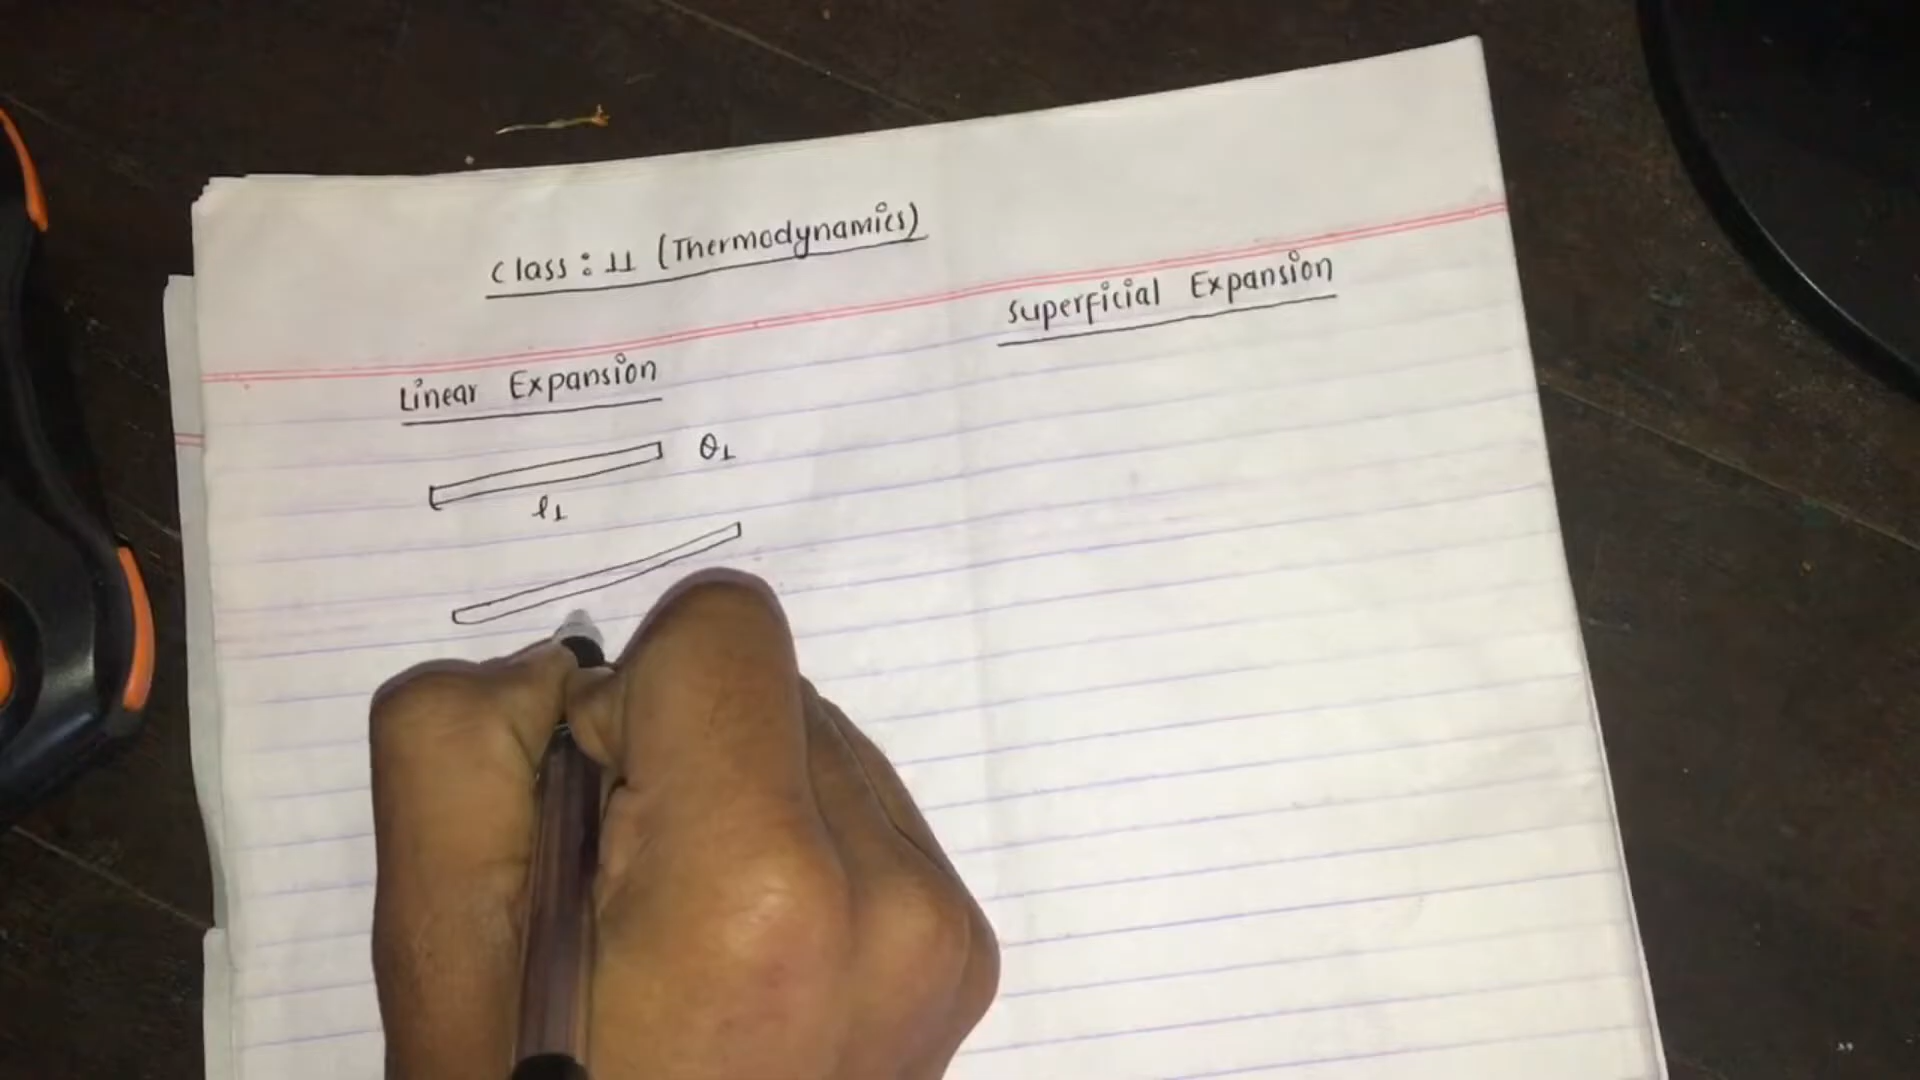 Class: 11 (Thermodynamics)
Linear Expansion
Superficial Expansion
θ1
l1